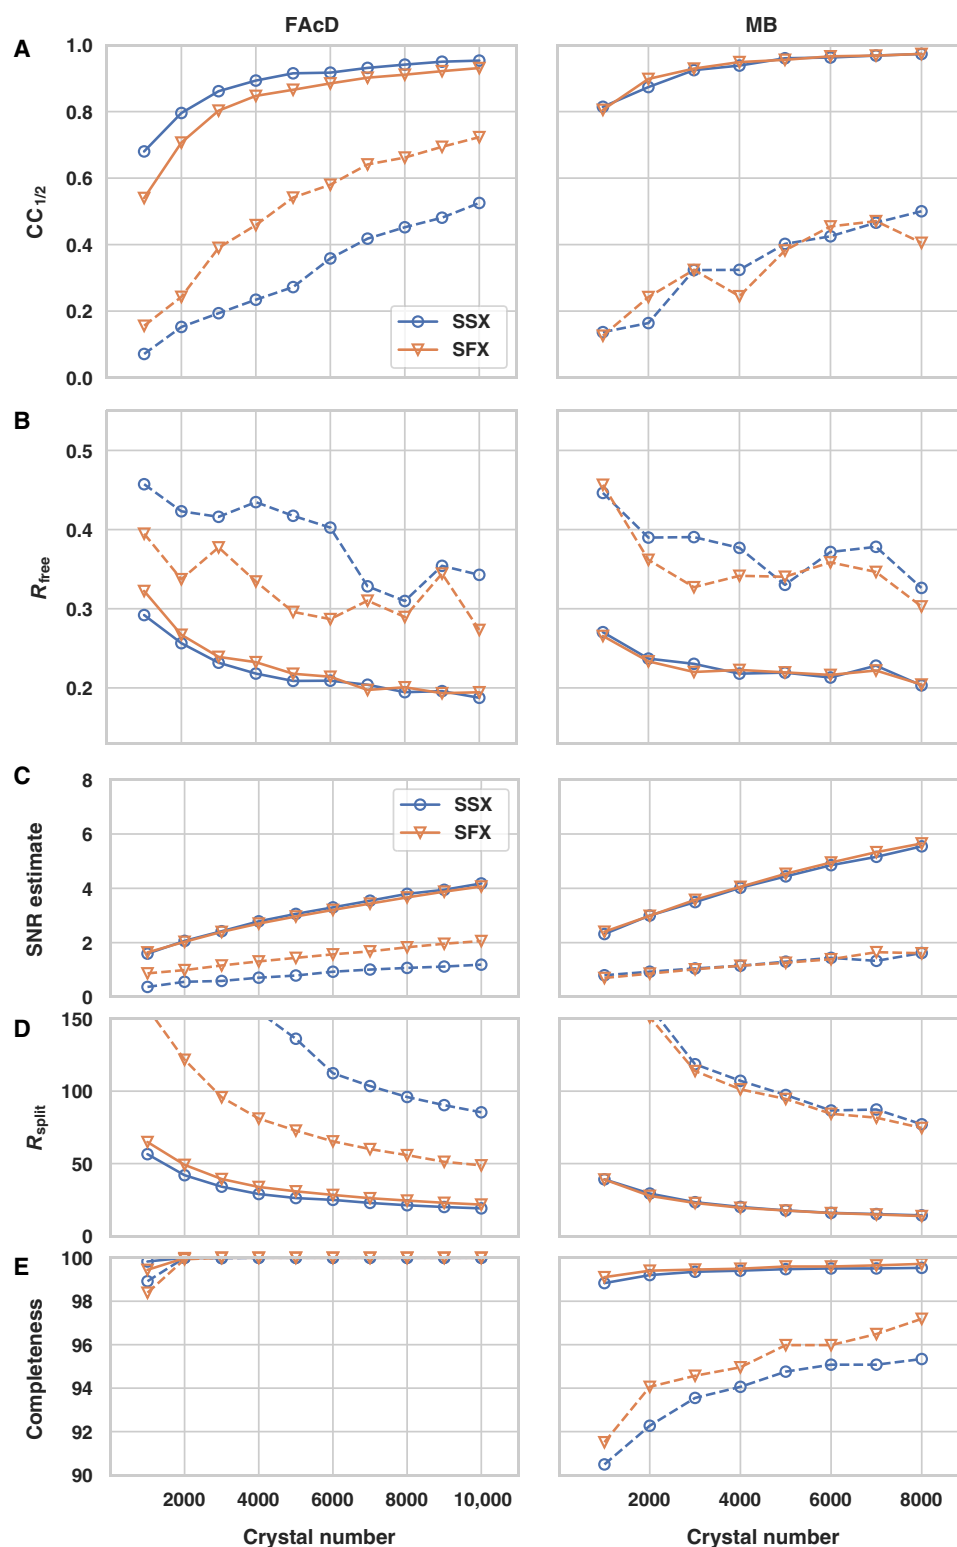 FAcD MB
A
1.0
0.8
0.6
0.4
0.2
0.0
CC1/2
SSX
SFX
B
0.5
0.4
0.3
0.2
Rfree
C
8
6
4
2
0
SNR estimate
SSX
SFX
D
150
100
50
0
Rsplit
E
100
98
96
94
92
90
Completeness
2000 4000 6000 8000 10,000 2000 4000 6000 8000
Crystal number Crystal number